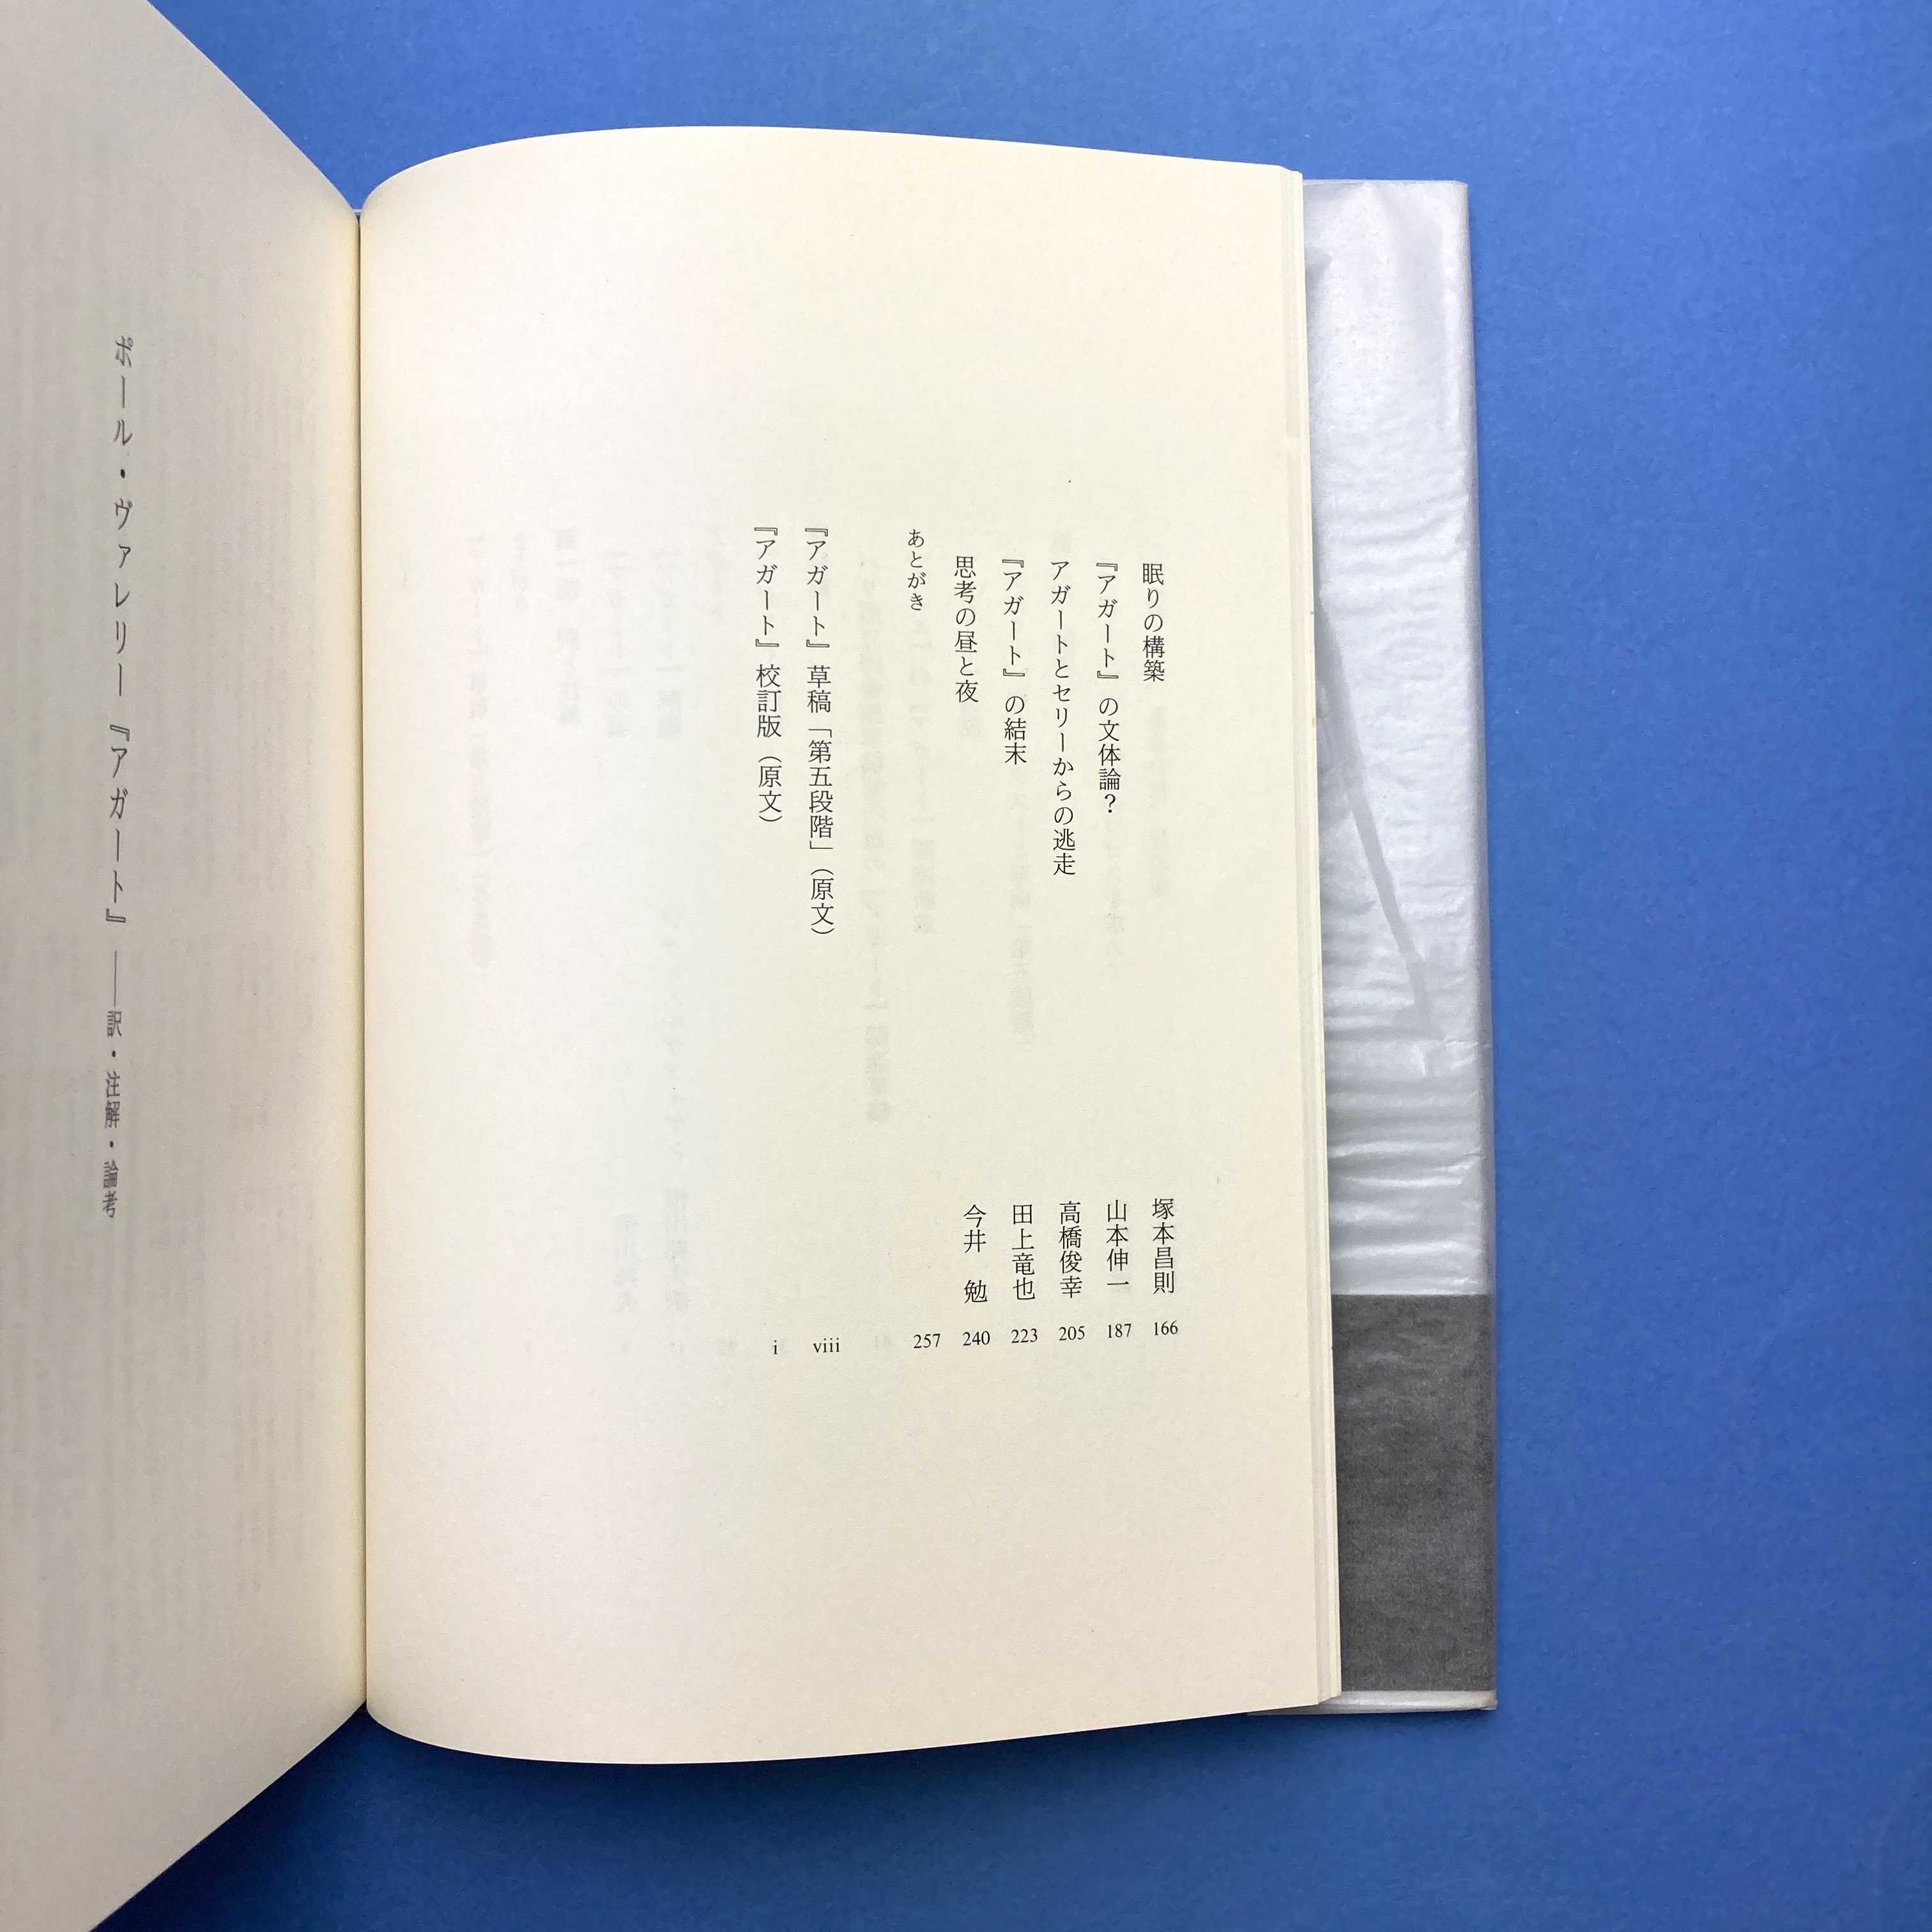 眠りの構築 塚本昌則 166
『アガート』の文体論? 山本伸一 187
アガートとセリーからの逃走 高橋俊幸 205
『アガート』の結末 田上竜也 223
思考の昼と夜 今井 勉 240
あとがき 257
『アガート』草稿「第五段階」(原文) viii
『アガート』校訂版(原文) i
ポール・ヴァレリー『アガート』——訳・注解・論考